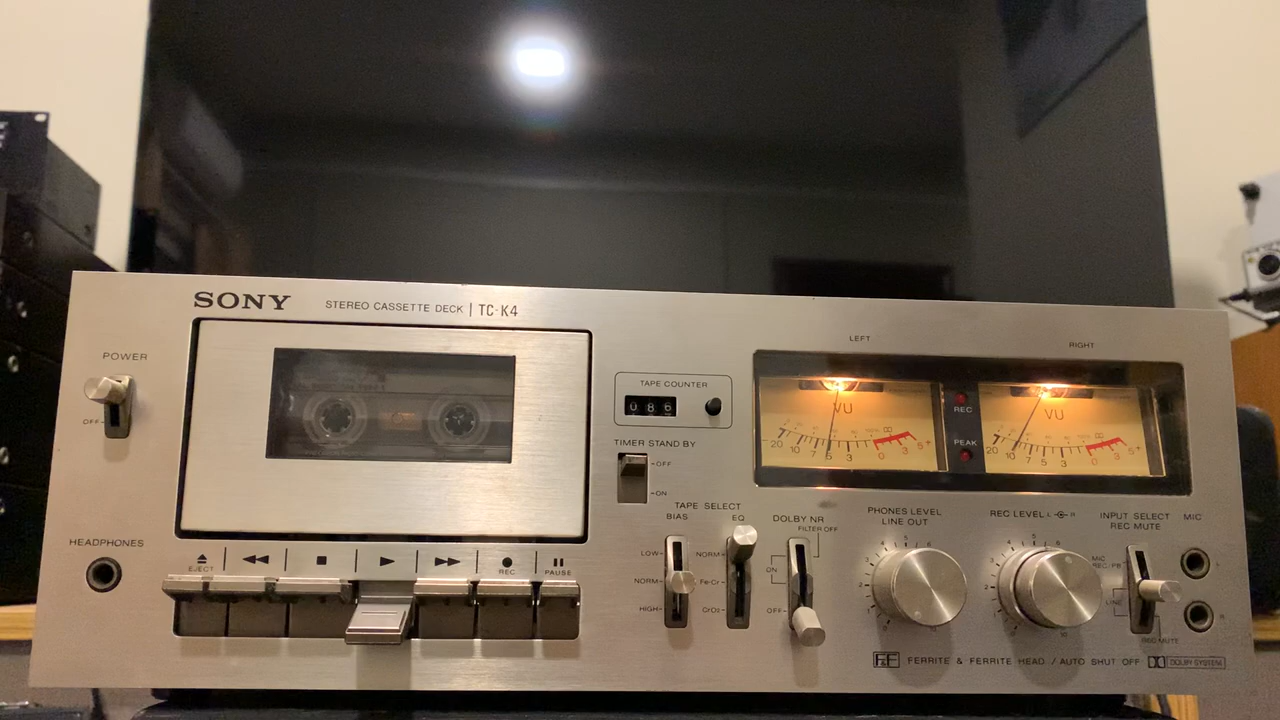 SONY STEREO CASSETTE DECK | TC-K4
POWER
OFF
HEADPHONES
EJECT
REC
PAUSE
TAPE COUNTER
086
TIMER STAND BY
OFF
ON
TAPE SELECT
BIAS
LOW
NORM
HIGH
EQ
NORM
Fe-Cr
CrO2
DOLBY NR
FILTER OFF
ON
OFF
LEFT
RIGHT
VU
20 10 7 5 3 0 3 5 +
REC
PEAK
VU
20 10 7 5 3 0 3 5+
PHONES LEVEL
LINE OUT
REC LEVEL L R
INPUT SELECT
REC MUTE
MIC
LINE
REC MUTE
MIC
L
R
F&F FERRITE & FERRITE HEAD / AUTO SHUT OFF DOLBY SYSTEM